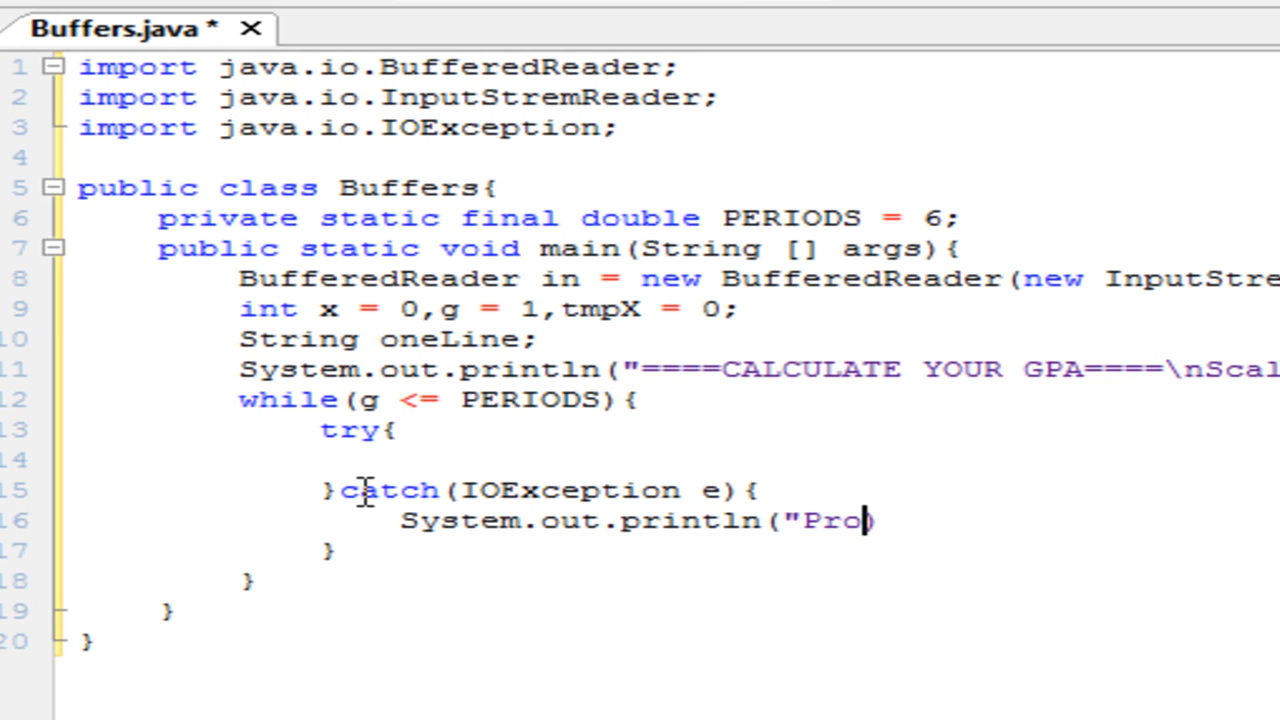 Buffers.java *
1 import java.io.BufferedReader;
2 import java.io.InputStremReader;
3 import java.io.IOException;
4
5 public class Buffers{
6 private static final double PERIODS = 6;
7 public static void main(String [] args){
8 BufferedReader in = new BufferedReader(new InputStre
9 int x = 0,g = 1,tmpX = 0;
10 String oneLine;
11 System.out.println("====CALCULATE YOUR GPA====\nScal
12 while(g <= PERIODS){
13 try{
14
15 }catch(IOException e){
16 System.out.println("Pro)
17 }
18 }
19 }
20 }